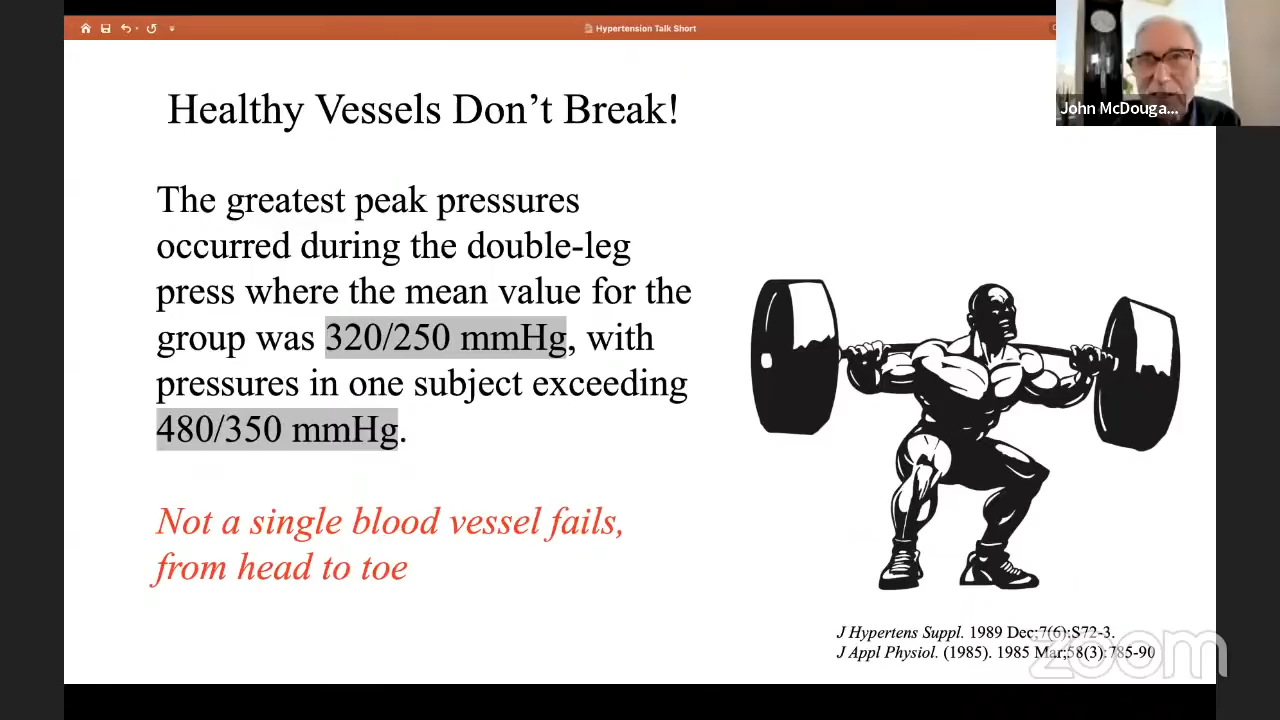 Hypertension Talk Short
John McDouga...
Healthy Vessels Don’t Break!
The greatest peak pressures
occurred during the double-leg
press where the mean value for the
group was 320/250 mmHg, with
pressures in one subject exceeding
480/350 mmHg.
Not a single blood vessel fails,
from head to toe
J Hypertens Suppl. 1989 Dec;7(6):S72-3.
J Appl Physiol. (1985). 1985 Mar;58(3):785-90
zoom